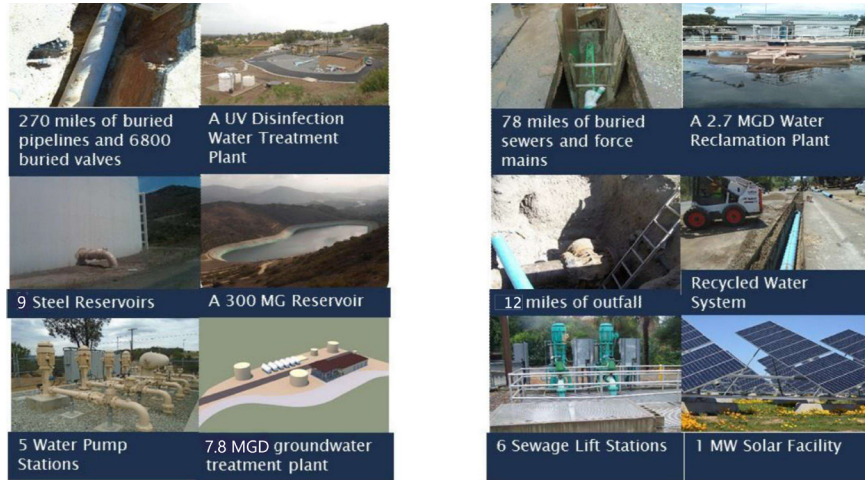 270 miles of buried
pipelines and 6800
buried valves
A UV Disinfection
Water Treatment
Plant
78 miles of buried
sewers and force
mains
A 2.7 MGD Water
Reclamation Plant
9 Steel Reservoirs
A 300 MG Reservoir
12 miles of outfall
Recycled Water
System
5 Water Pump
Stations
7.8 MGD groundwater
treatment plant
6 Sewage Lift Stations
1 MW Solar Facility